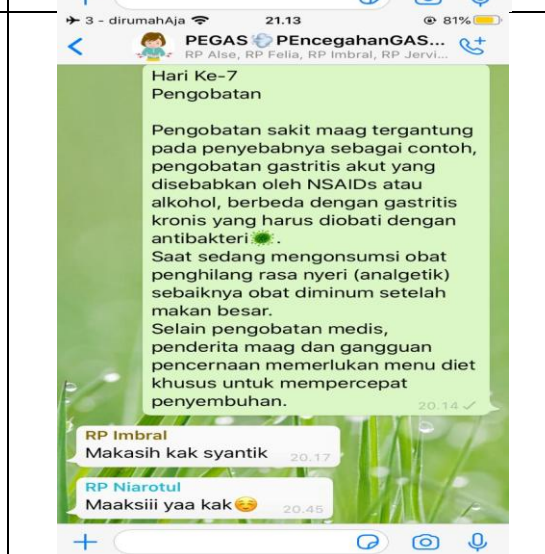 3 - dirumahAja 21.13 81%
PEGAS PEncegahanGAS...
RP Alse, RP Felia, RP Imbral, RP Jervi...
Hari Ke-7
Pengobatan
Pengobatan sakit maag tergantung
pada penyebabnya sebagai contoh,
pengobatan gastritis akut yang
disebabkan oleh NSAIDs atau
alkohol, berbeda dengan gastritis
kronis yang harus diobati dengan
antibakteri🦠.
Saat sedang mengonsumsi obat
penghilang rasa nyeri (analgetik)
sebaiknya obat diminum setelah
makan besar.
Selain pengobatan medis,
penderita maag dan gangguan
pencernaan memerlukan menu diet
khusus untuk mempercepat
penyembuhan.
20.14
RP Imbral
Makasih kak syantik 20.17
RP Niarotul
Maaksiii yaa kak☺️ 20.45